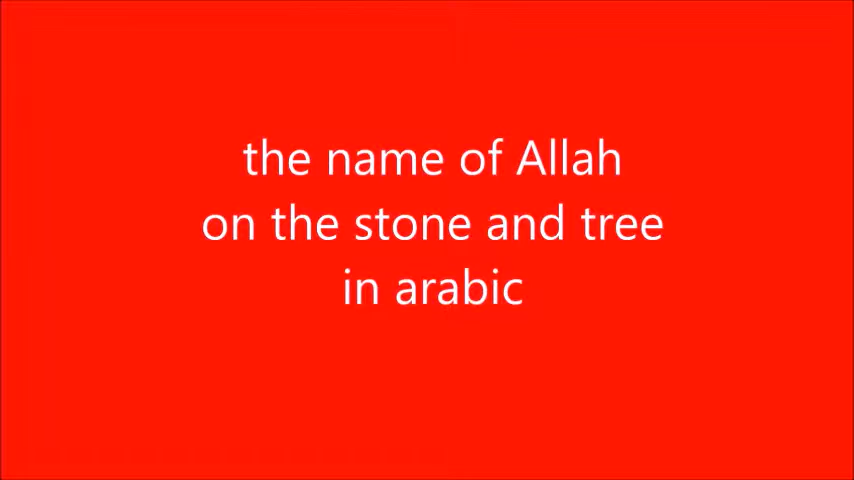 the name of Allah
on the stone and tree
in arabic